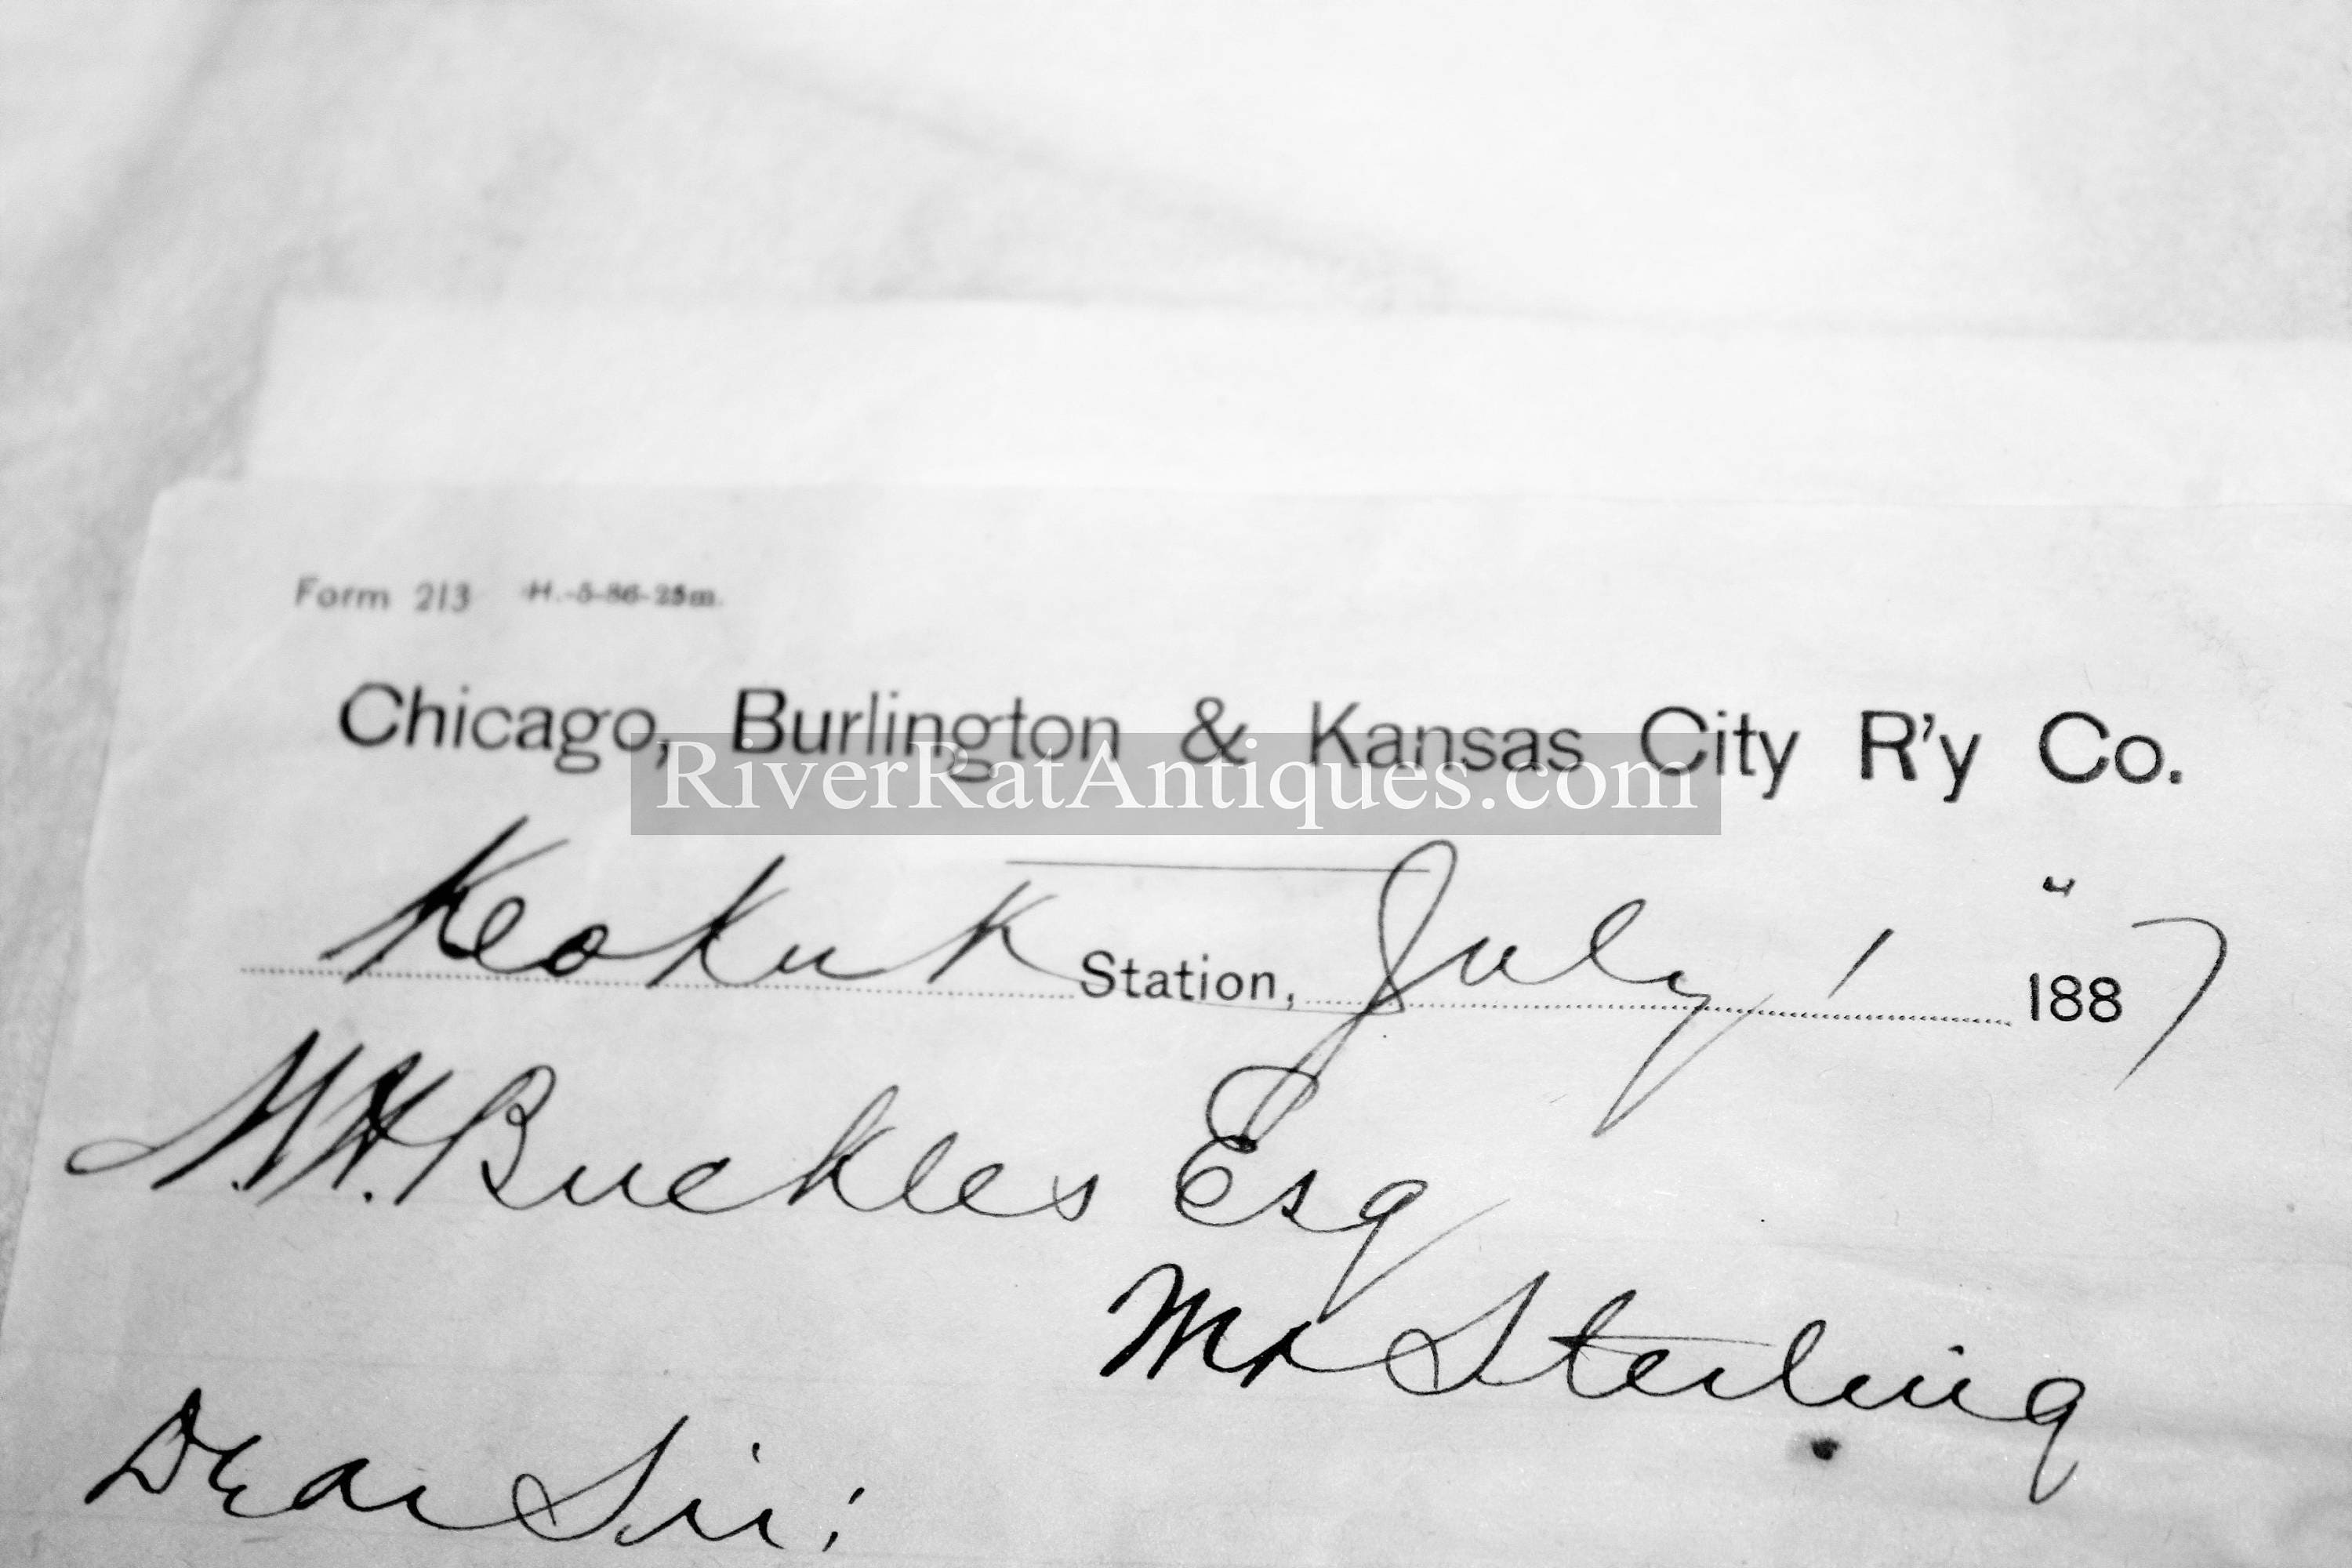 Form 213 H.-5-86-25m.
Chicago, Burlington & Kansas City R'y Co.
RiverRatAntiques.com
Keokuk Station, July 1 " 1887
Buckles Esq
Mt Sterling
Dear Sir: